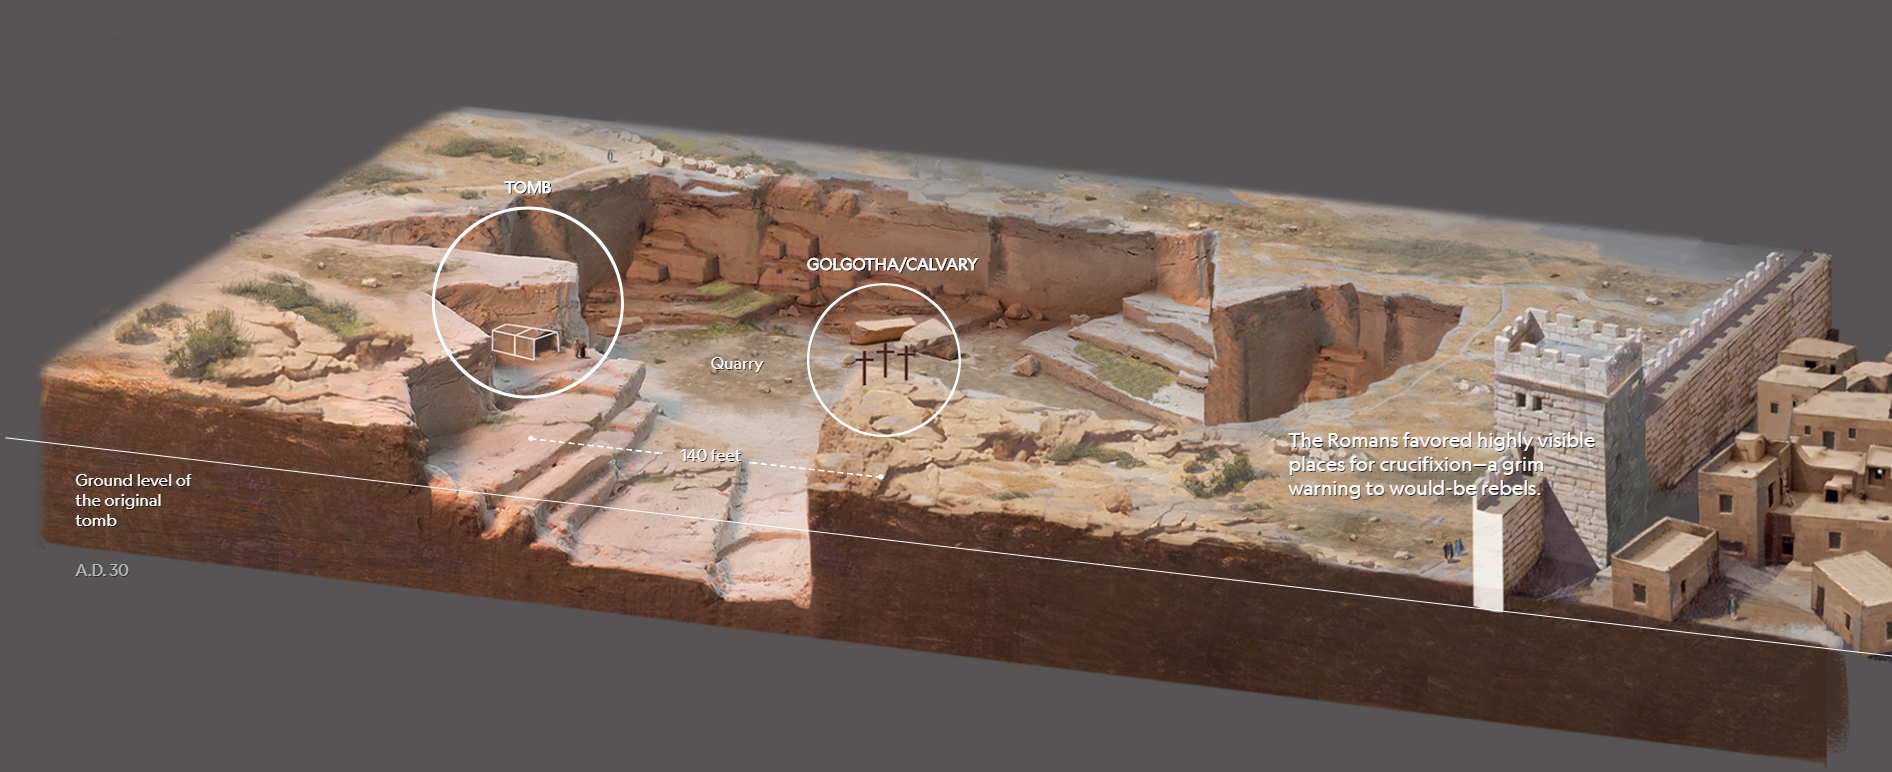 TOMB
GOLGOTHA/CALVARY
Quarry
140 feet
The Romans favored highly visible
places for crucifixion—a grim
warning to would-be rebels.
Ground level of
the original
tomb
A.D. 30